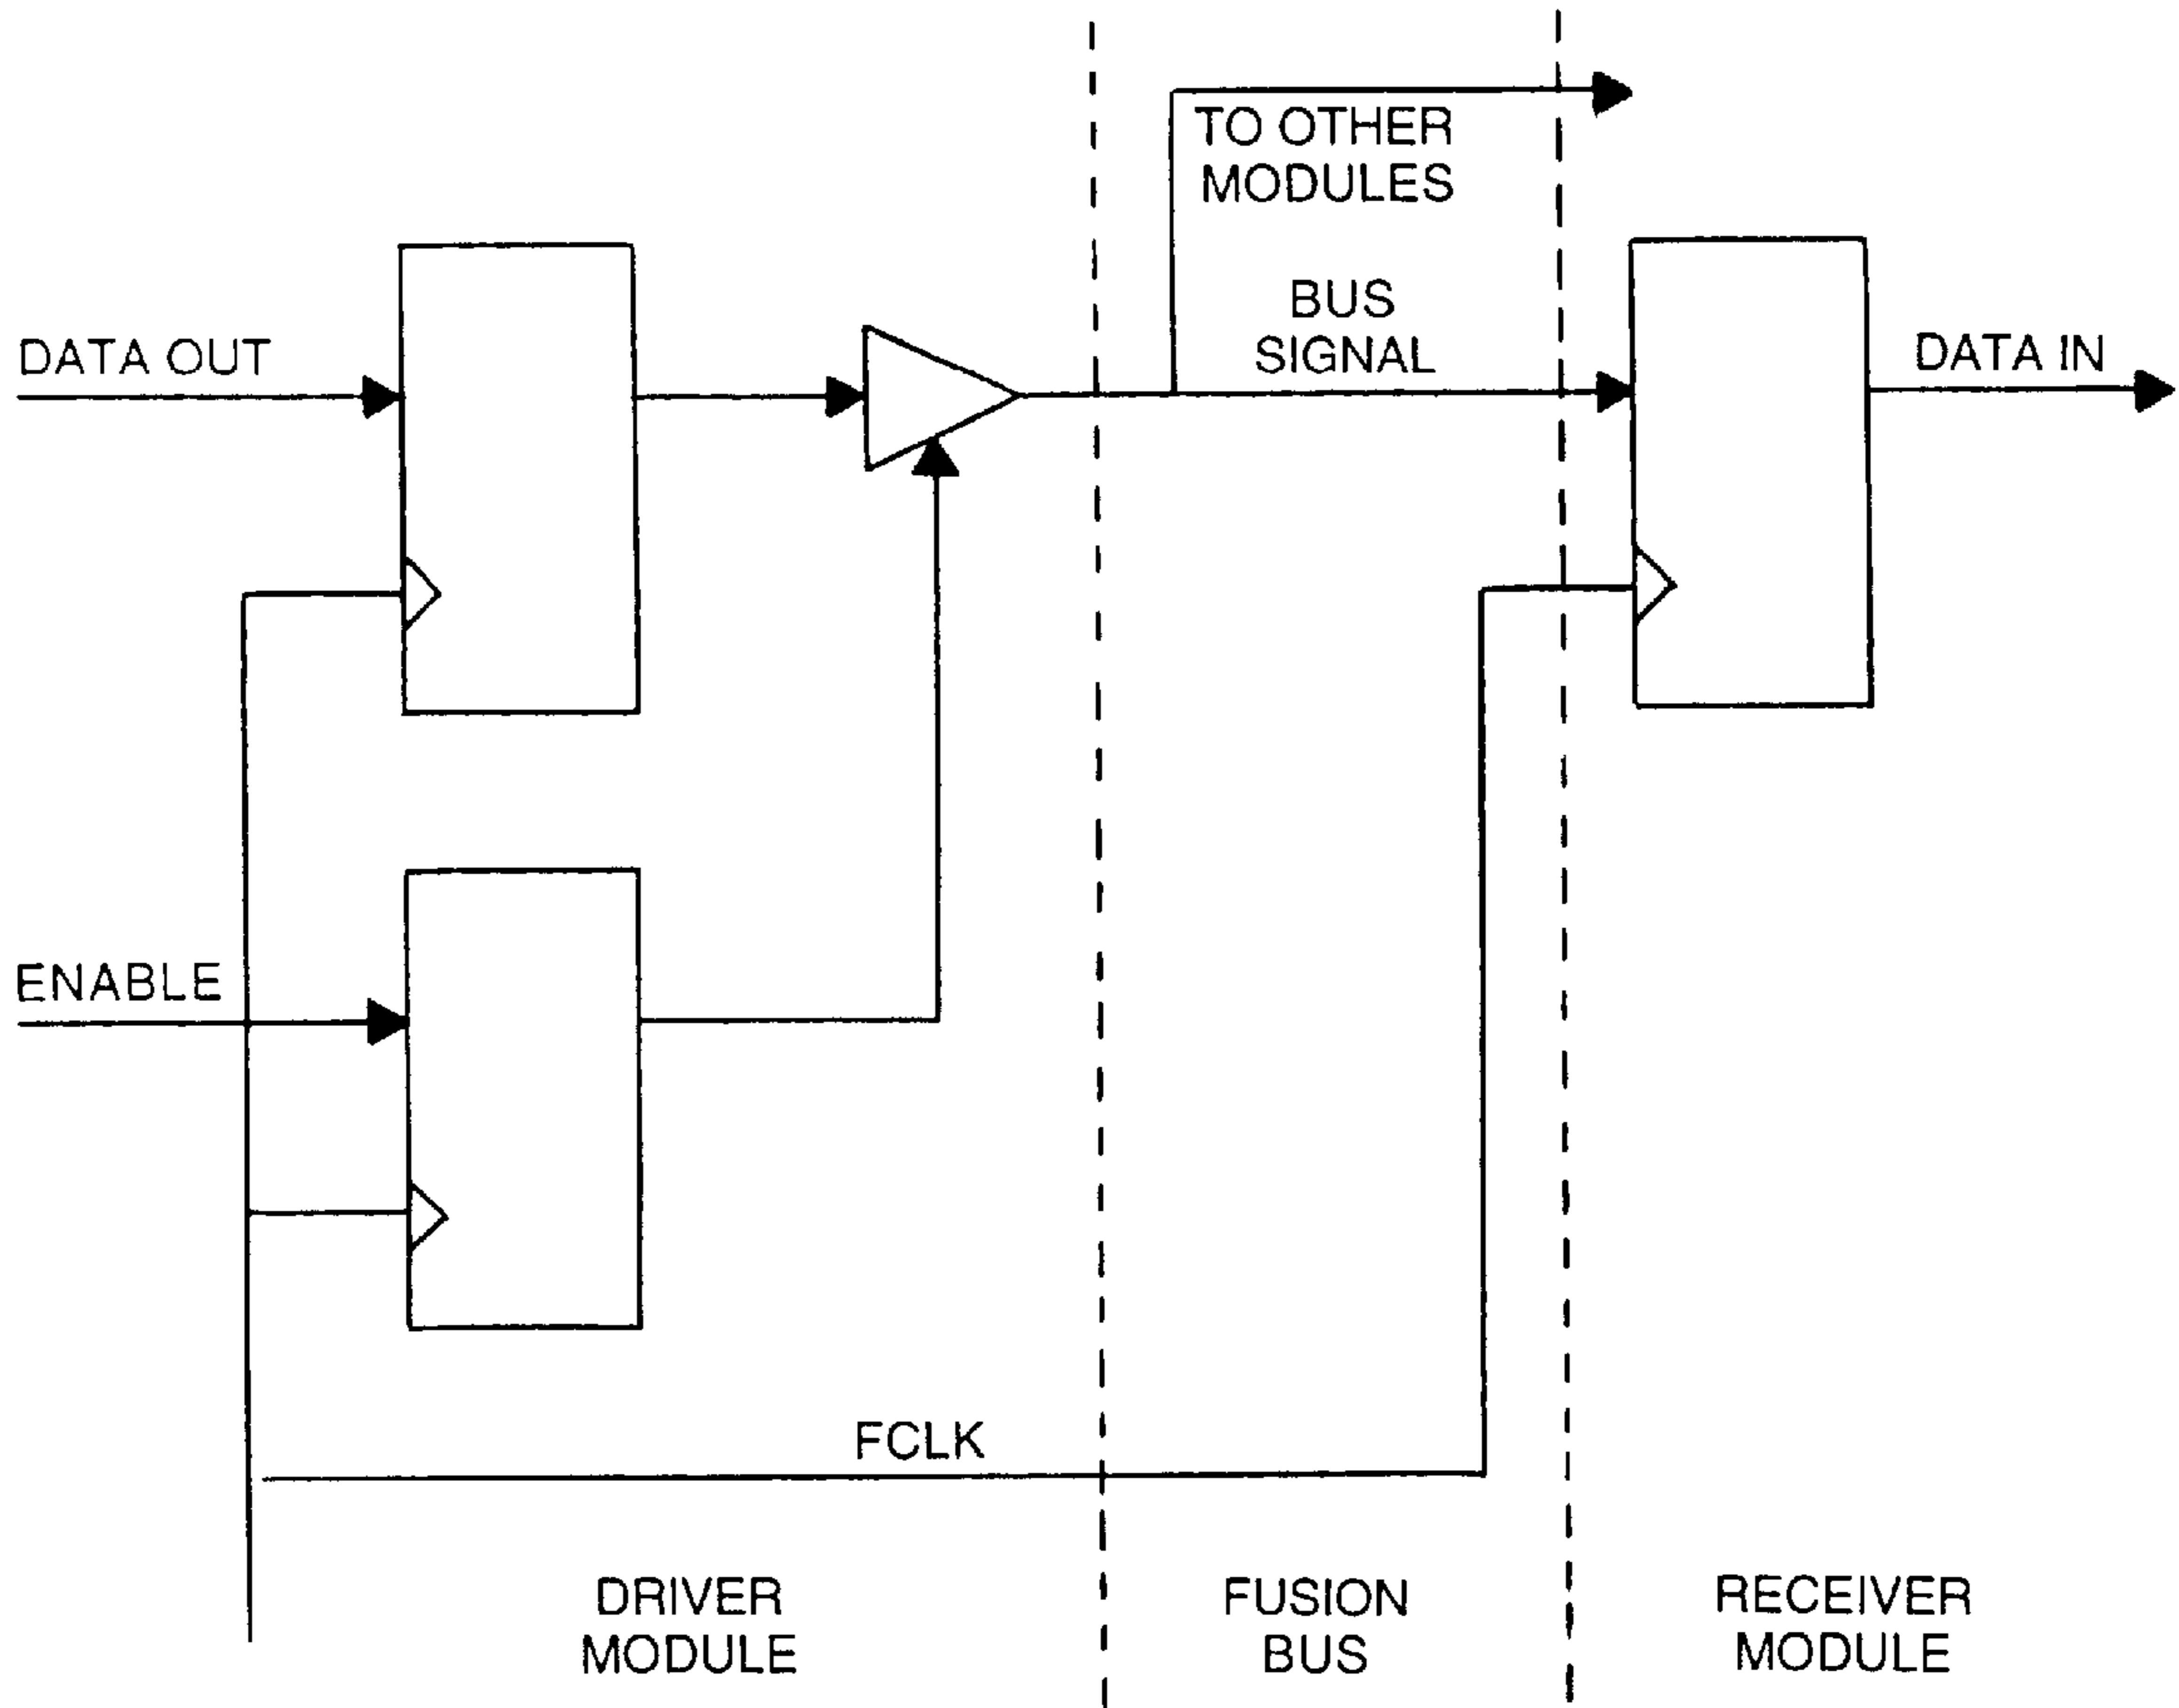 TO OTHER
MODULES
BUS
SIGNAL
DATA OUT
DATA IN
ENABLE
FCLK
DRIVER
MODULE
FUSION
BUS
RECEIVER
MODULE